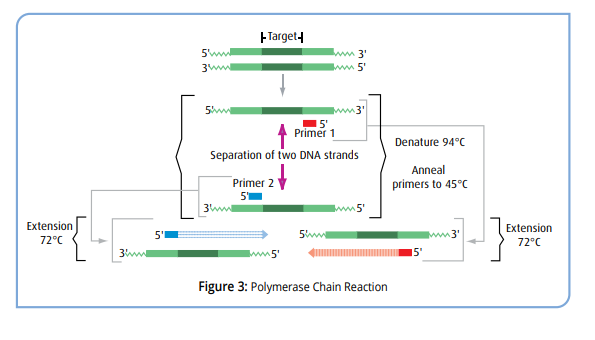 Target
5' 3'
3' 5'
5' 3'
5'
Primer 1
Denature 94°C
Separation of two DNA strands
Anneal
primers to 45°C
Primer 2
5'
3' 5'
Extension
72°C
5'
3' 5'
5' 3'
5'
Extension
72°C
Figure 3: Polymerase Chain Reaction